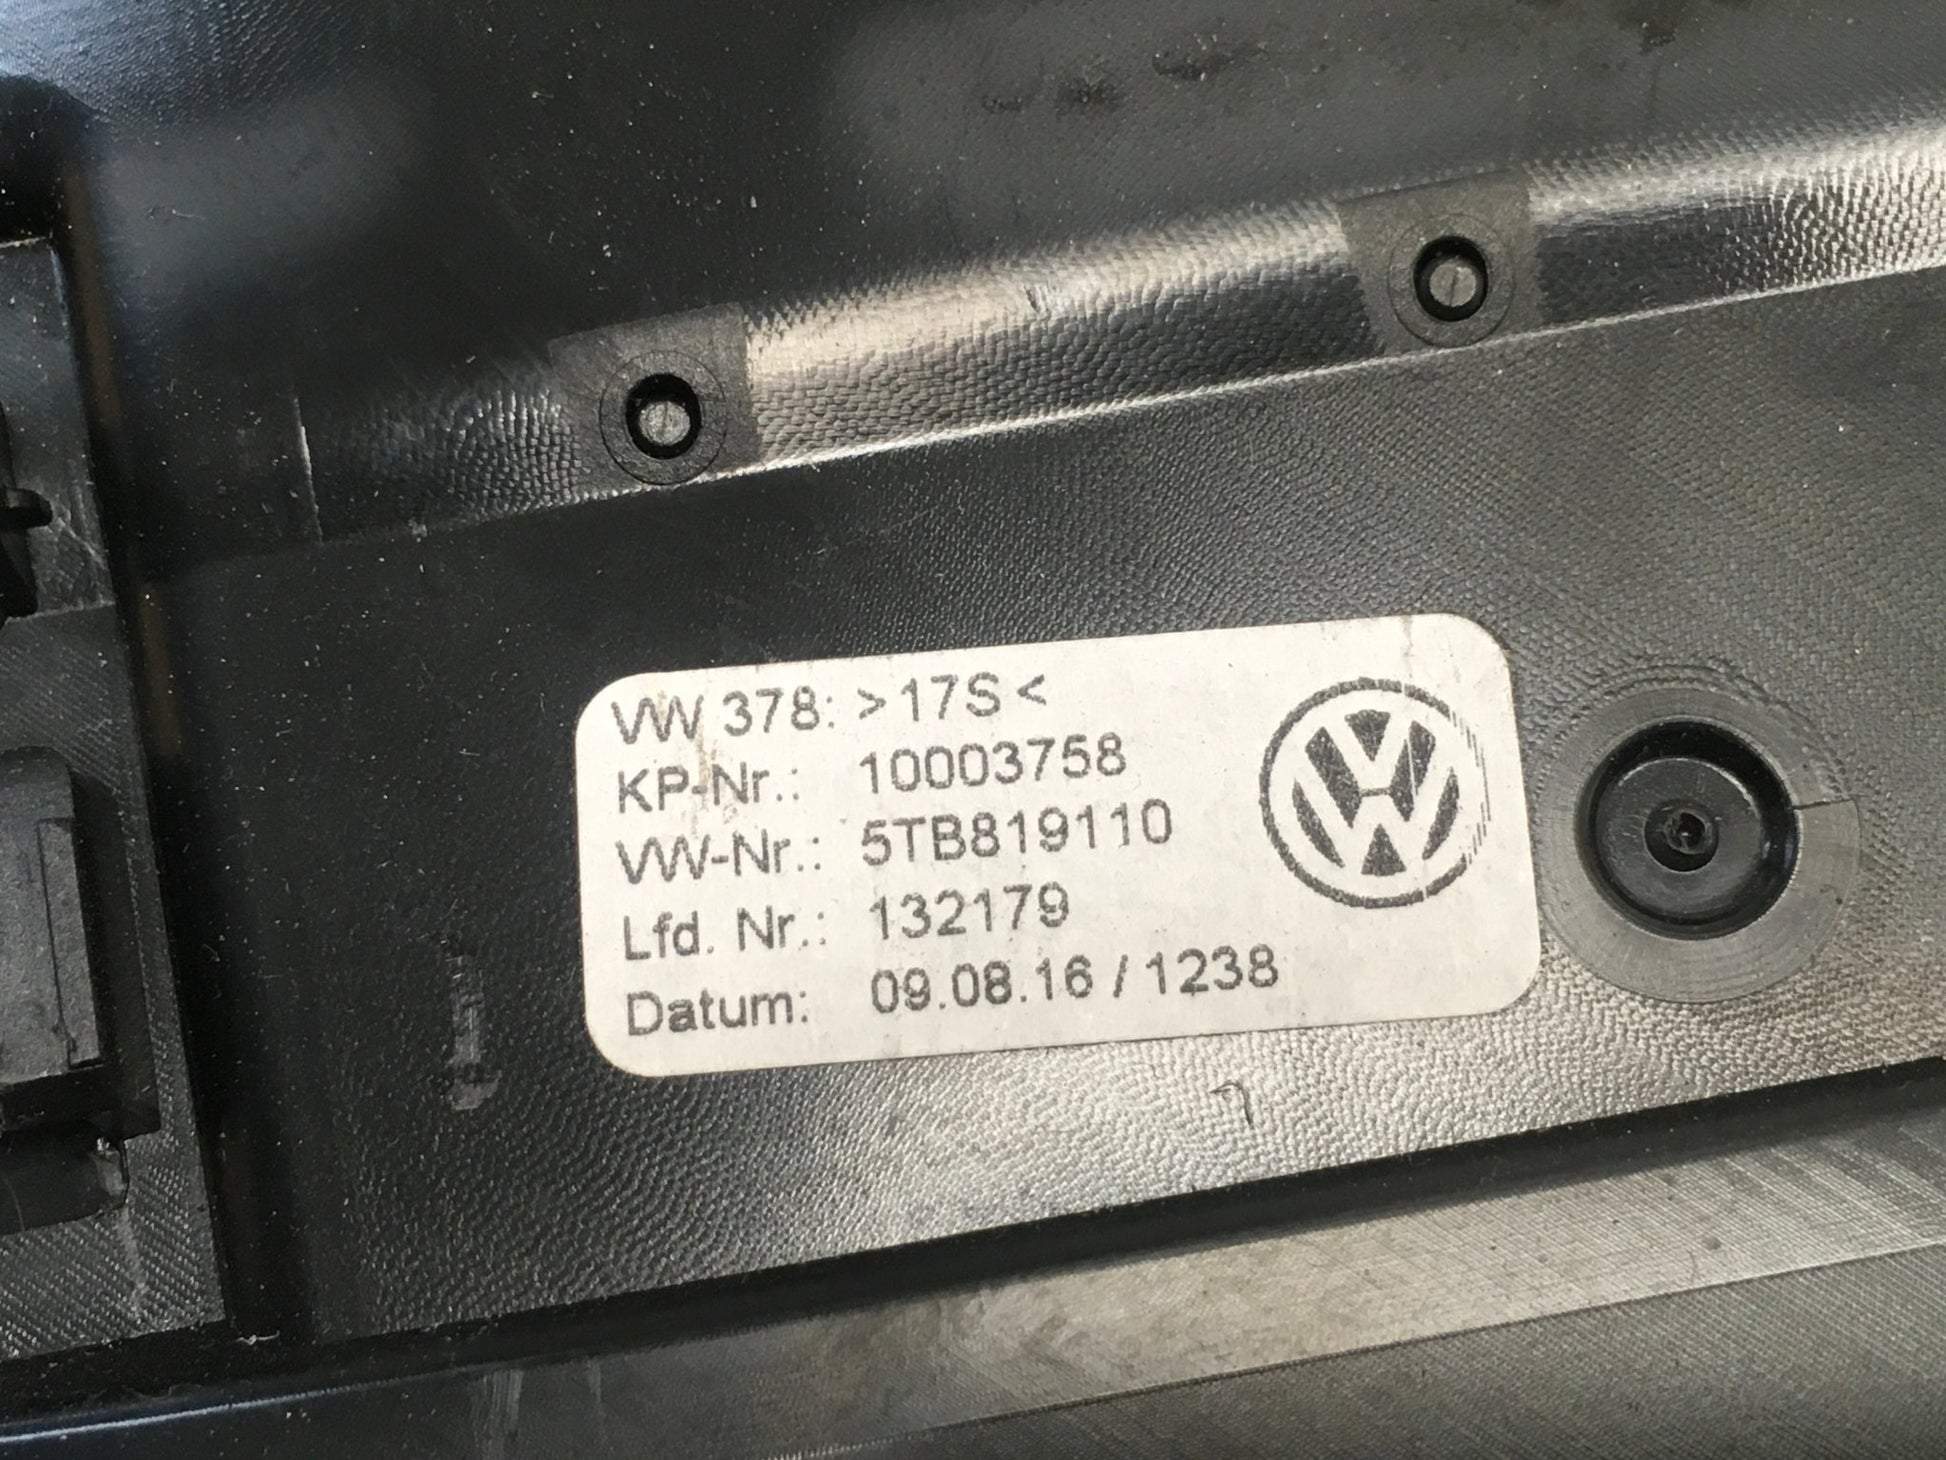 VW 378: >17S<
KP-Nr.: 10003758
VW-Nr.: 5TB819110
Lfd. Nr.: 132179
Datum: 09.08.16 / 1238